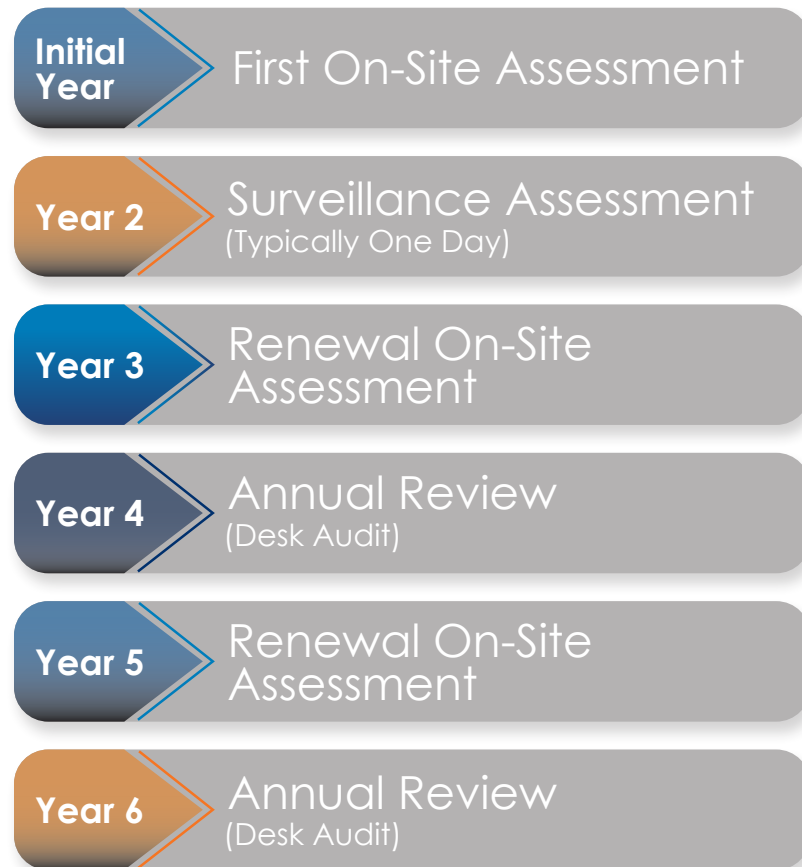 Initial
Year
First On-Site Assessment
Year 2
Surveillance Assessment
(Typically One Day)
Year 3
Renewal On-Site
Assessment
Year 4
Annual Review
(Desk Audit)
Year 5
Renewal On-Site
Assessment
Year 6
Annual Review
(Desk Audit)